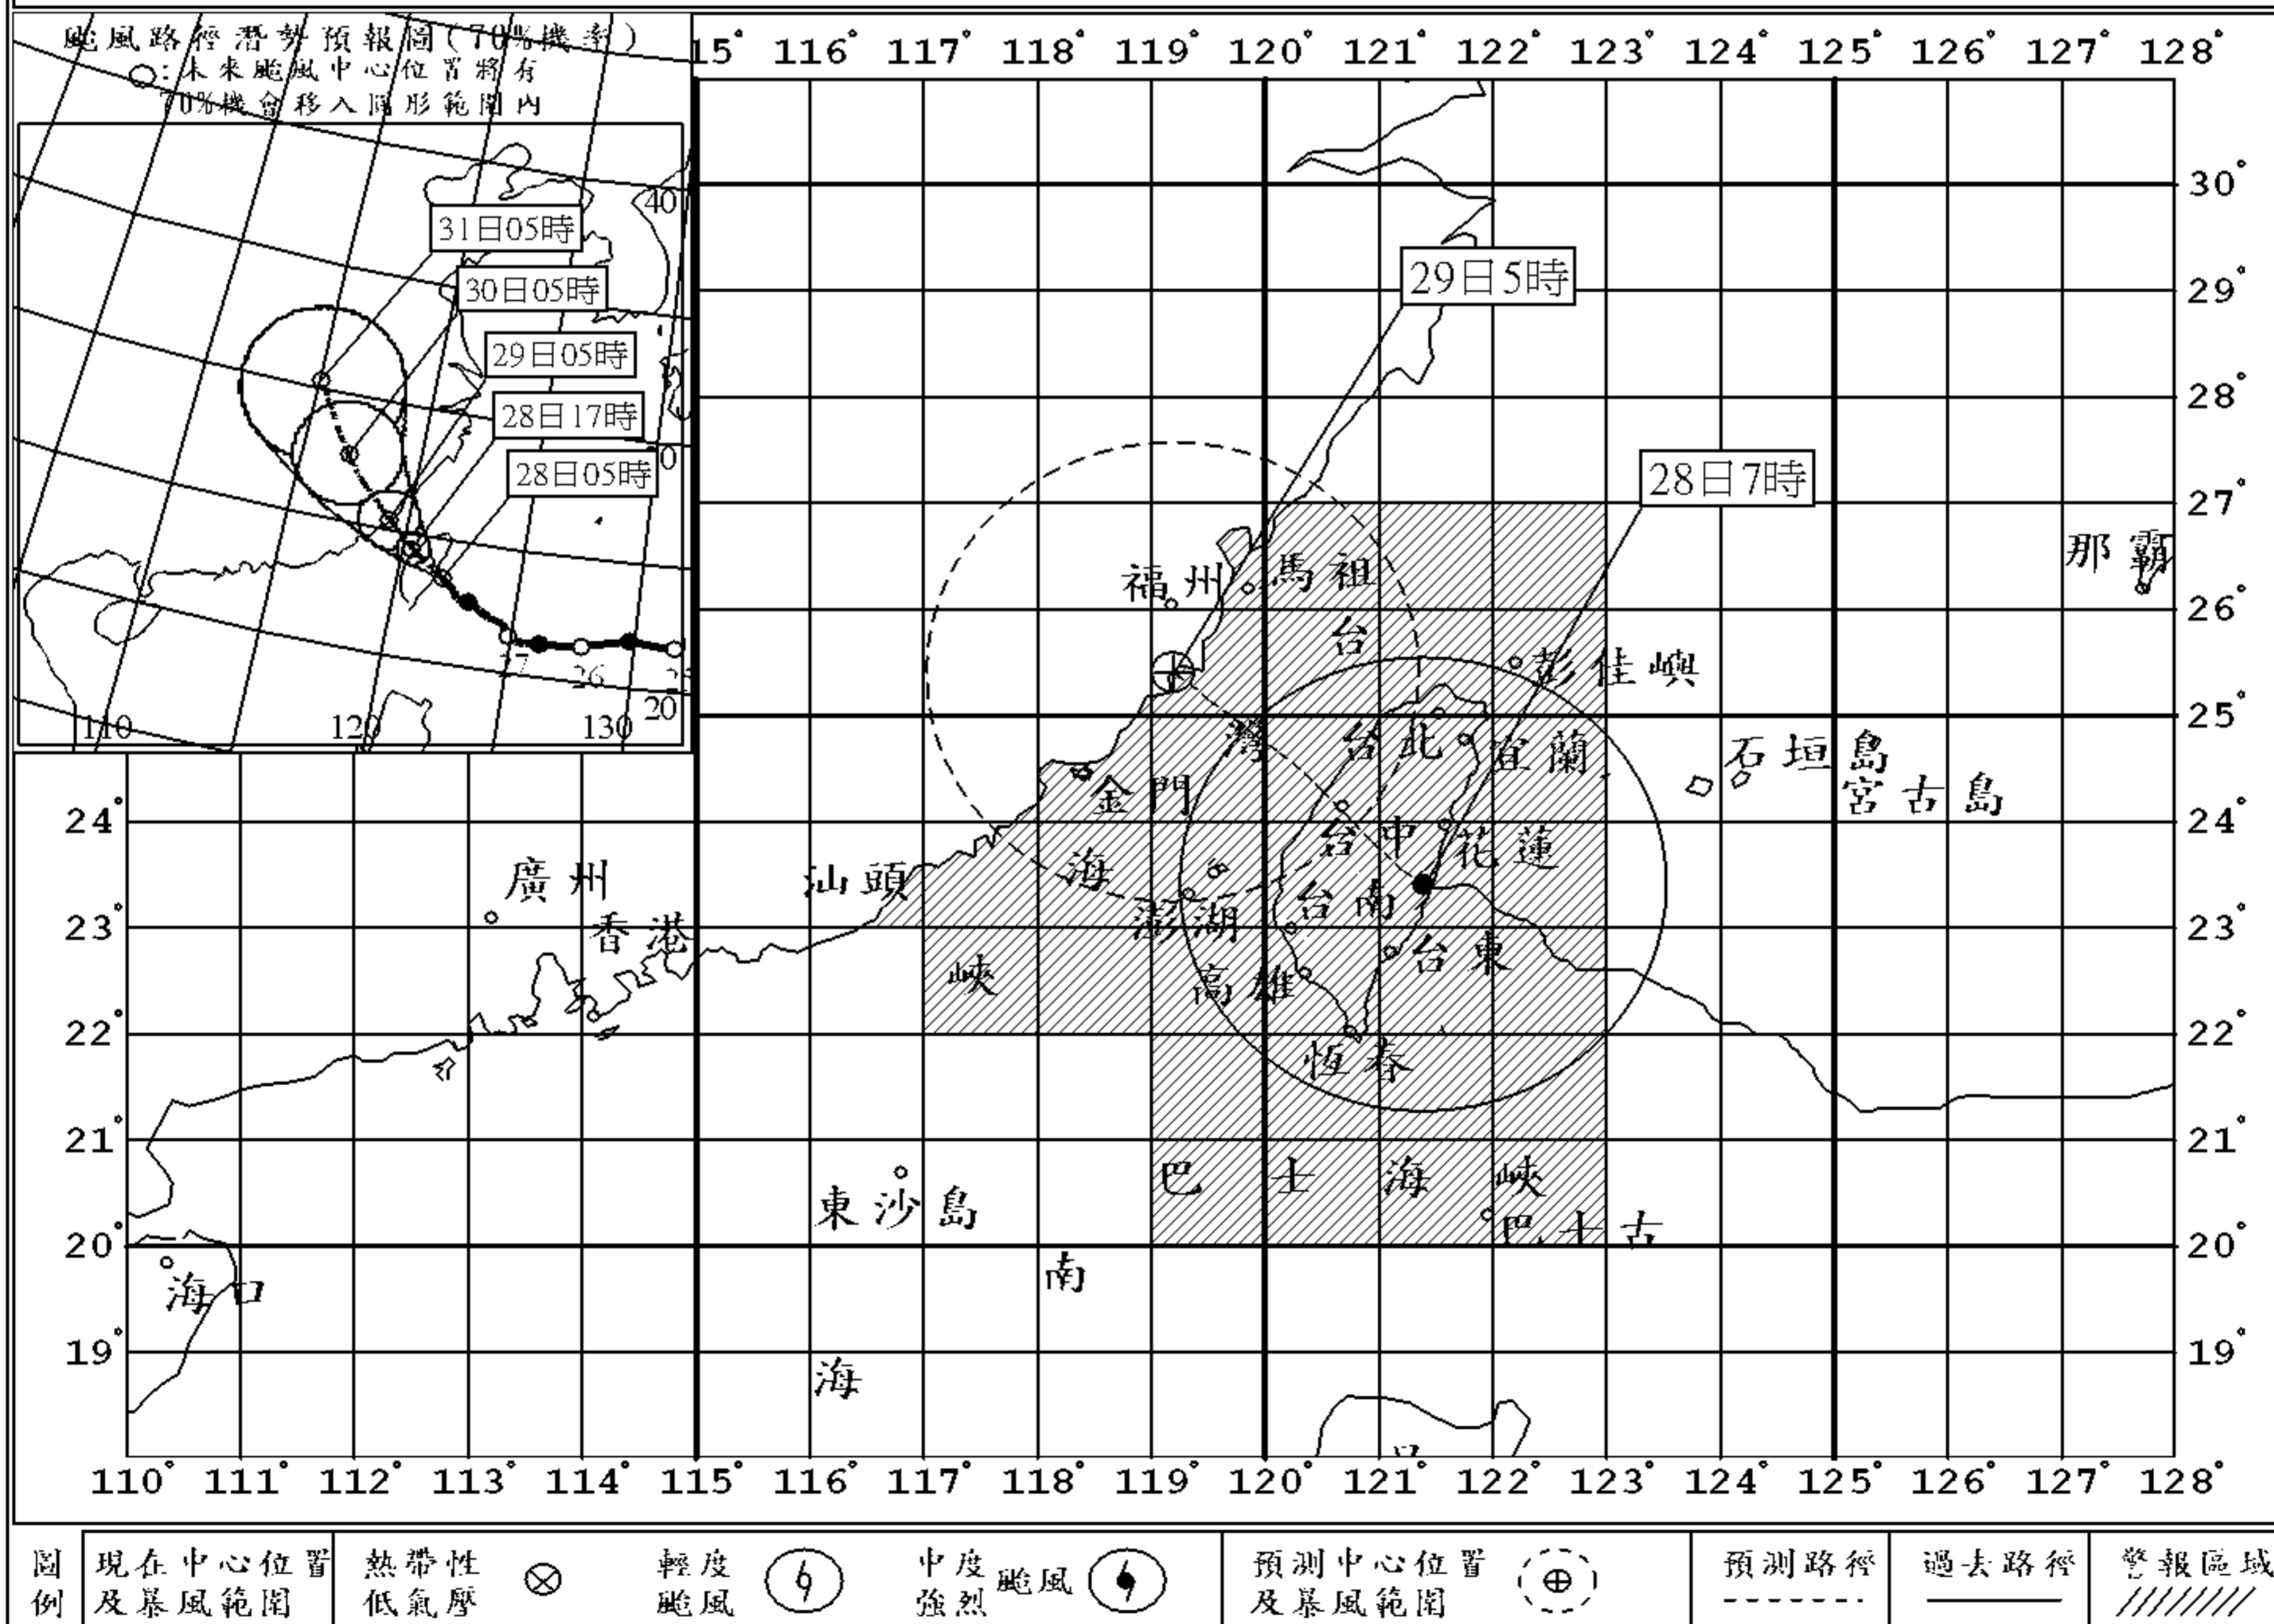 颱風路徑潛勢預報圖(70%機率)
○:未來颱風中心位置將有
70%機會移入圓形範圍內
15° 116° 117° 118° 119° 120° 121° 122° 123° 124° 125° 126° 127° 128°
40
31日05時
30日05時
29日05時
28日17時
28日05時
27 26
110 120 130 20
29日5時
28日7時
30°
29°
28°
27°
26°
25°
24° 24°
23° 23°
22° 22°
21° 21°
20° 20°
19° 19°
那霸
福州 馬祖
台
灣
海
峽
彭佳嶼
台北 宜蘭
石垣島
宮古島
金門
台中 花蓮
廣州 汕頭
台南
香港 澎湖
台東
高雄
恆春
巴士海峽
東沙島
巴士古
南
海
海口
呂
110° 111° 112° 113° 114° 115° 116° 117° 118° 119° 120° 121° 122° 123° 124° 125° 126° 127° 128°
圖例
現在中心位置及暴風範圍
熱帶性低氣壓
輕度颱風
中度強烈颱風
預測中心位置及暴風範圍
預測路徑
過去路徑
警報區域